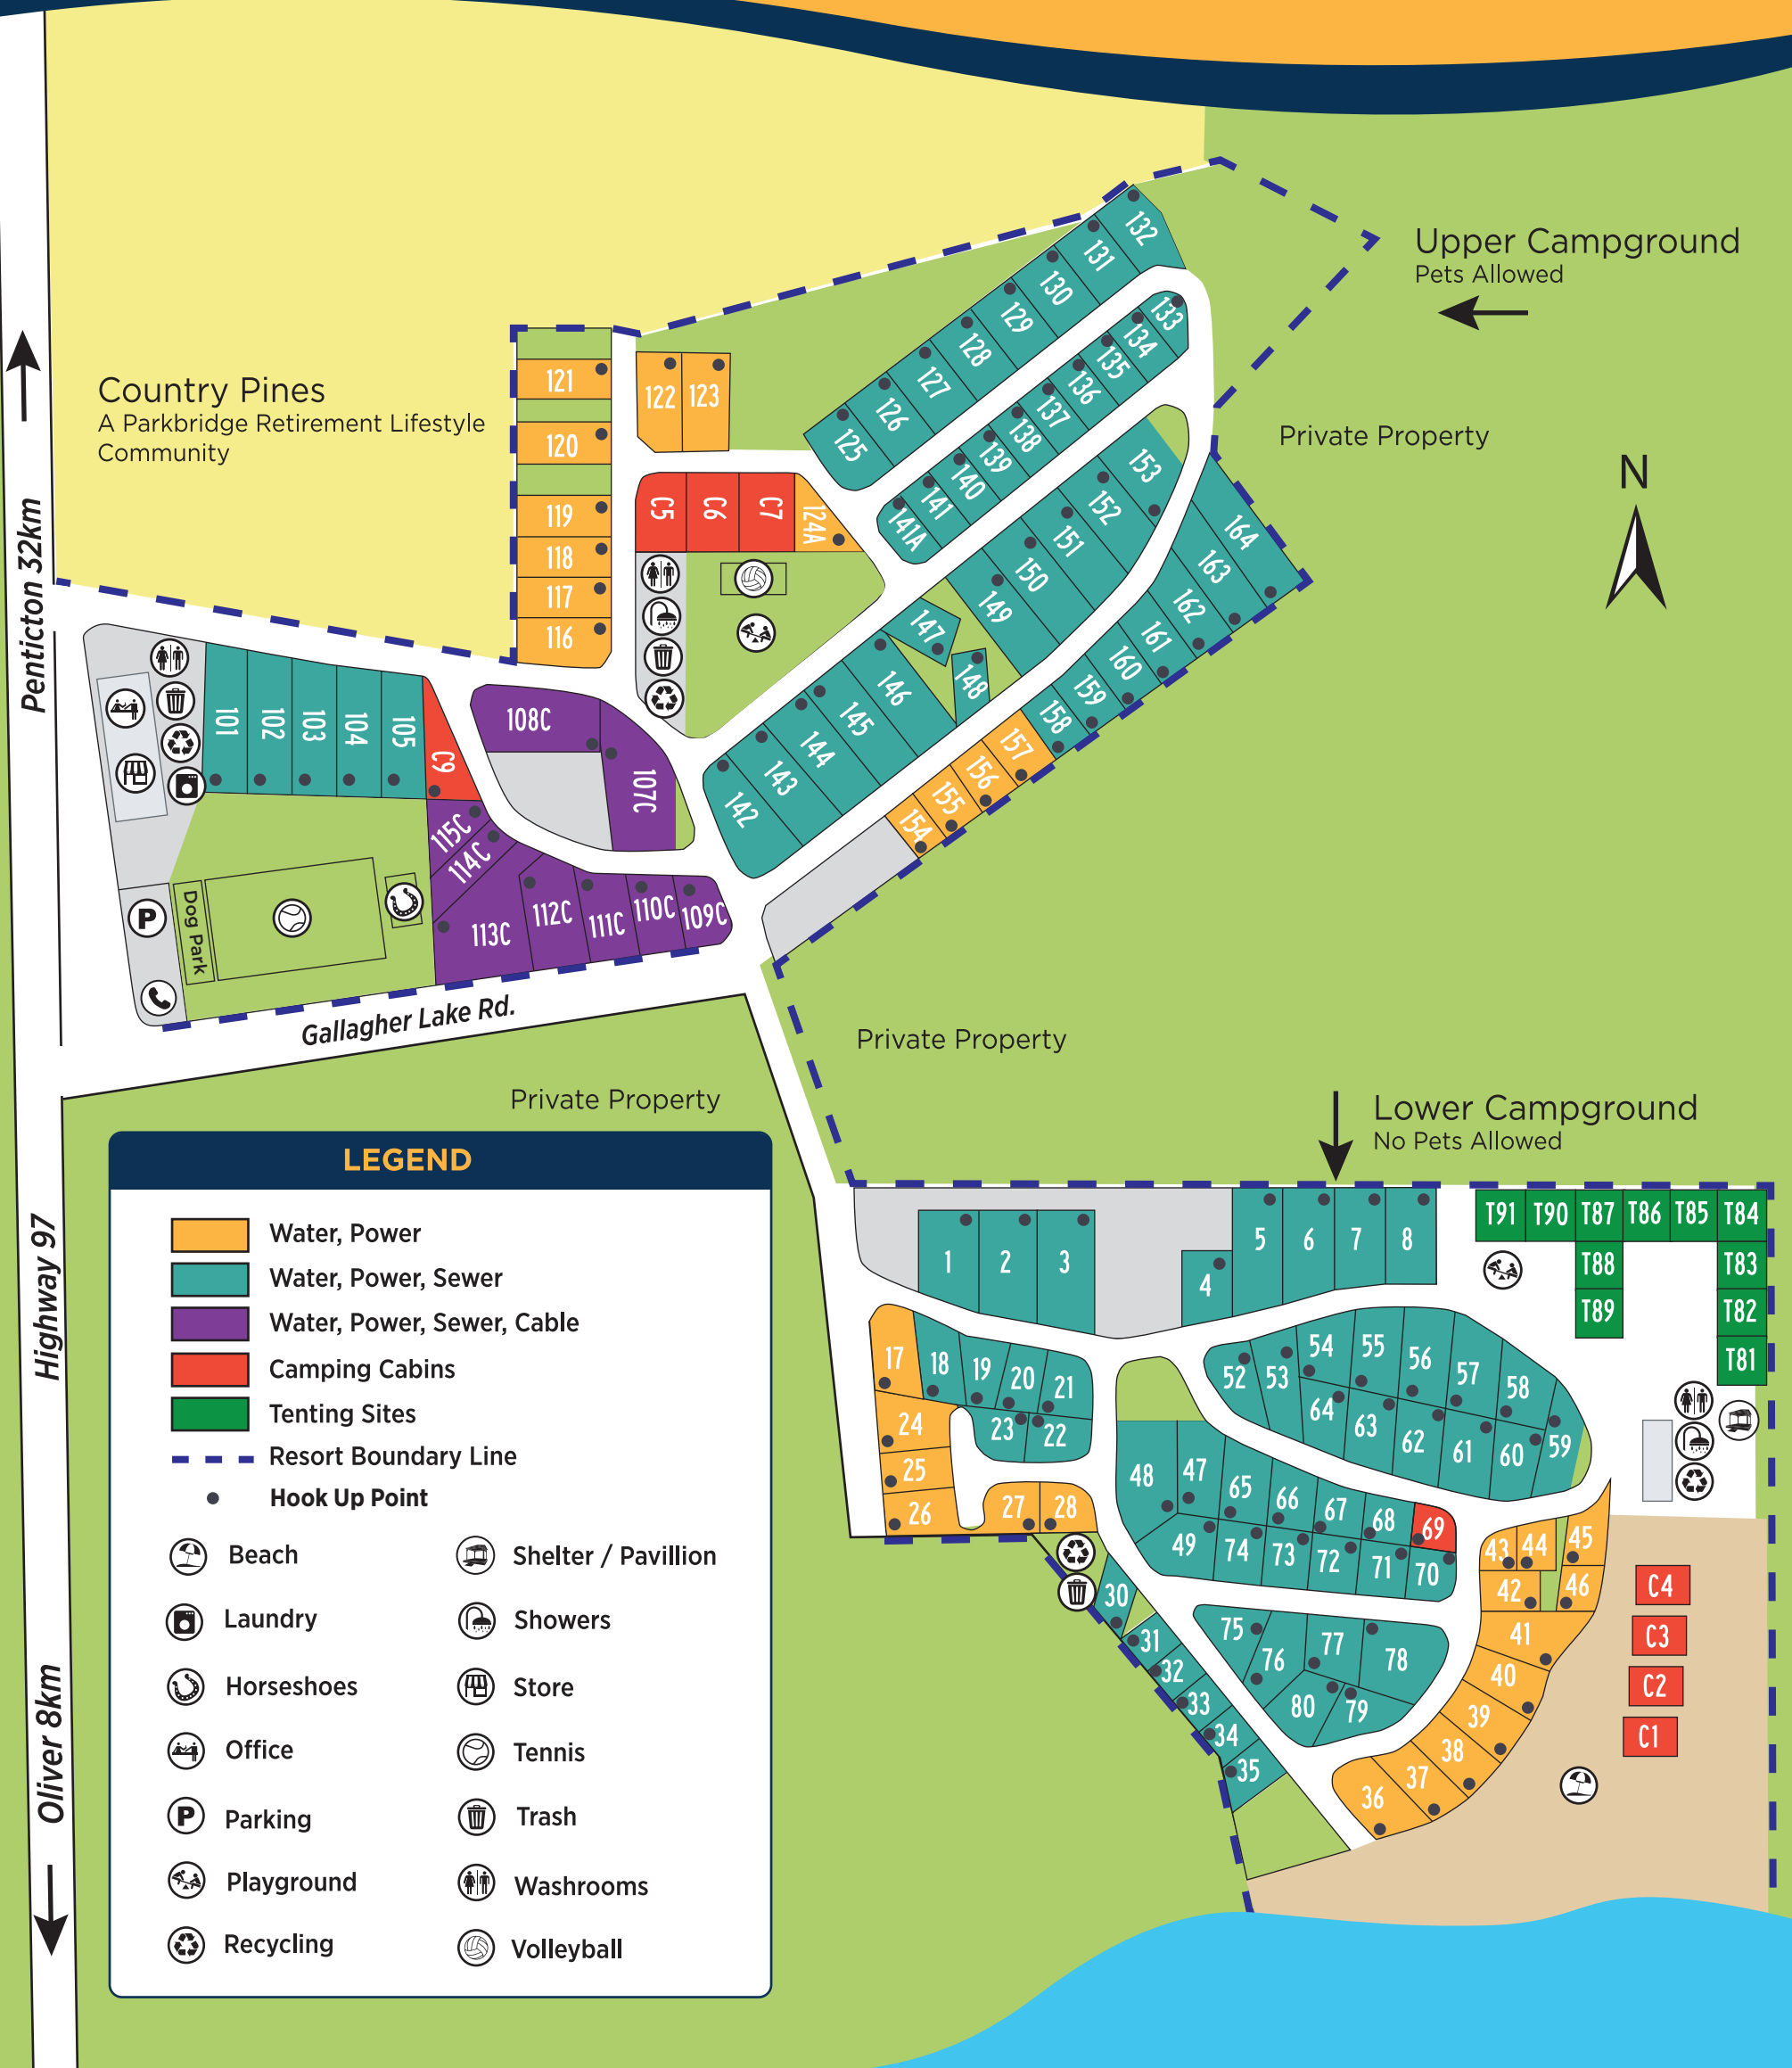 Upper Campground
Pets Allowed
Country Pines
A Parkbridge Retirement Lifestyle
Community
Private Property
N
Penticton 32km
132
131
130
129
128
127
126
125
133
134
135
136
137
138
139
140
141
141A
121
120
119
118
117
116
122
123
C5
C6
C7
124A
153
152
151
150
149
164
163
162
161
160
159
158
157
156
155
154
147
148
146
145
144
143
142
101
102
103
104
105
C9
108C
107C
115C
114C
113C
112C
111C
110C
109C
P
Dog Park
Gallagher Lake Rd.
Private Property
Private Property
Lower Campground
No Pets Allowed
Highway 97
Oliver 8km
LEGEND
Water, Power
Water, Power, Sewer
Water, Power, Sewer, Cable
Camping Cabins
Tenting Sites
Resort Boundary Line
Hook Up Point
Beach
Shelter / Pavillion
Laundry
Showers
Horseshoes
Store
Office
Tennis
P
Parking
Trash
Playground
Washrooms
Recycling
Volleyball
1
2
3
4
5
6
7
8
T91
T90
T87
T86
T85
T84
T88
T83
T89
T82
T81
17
18
19
20
21
24
23
22
25
26
27
28
52
53
54
55
56
57
58
64
63
62
61
60
59
48
47
65
66
67
68
69
49
74
73
72
71
70
43
44
45
42
46
41
40
39
38
37
36
C4
C3
C2
C1
30
31
32
33
34
35
75
76
77
78
80
79